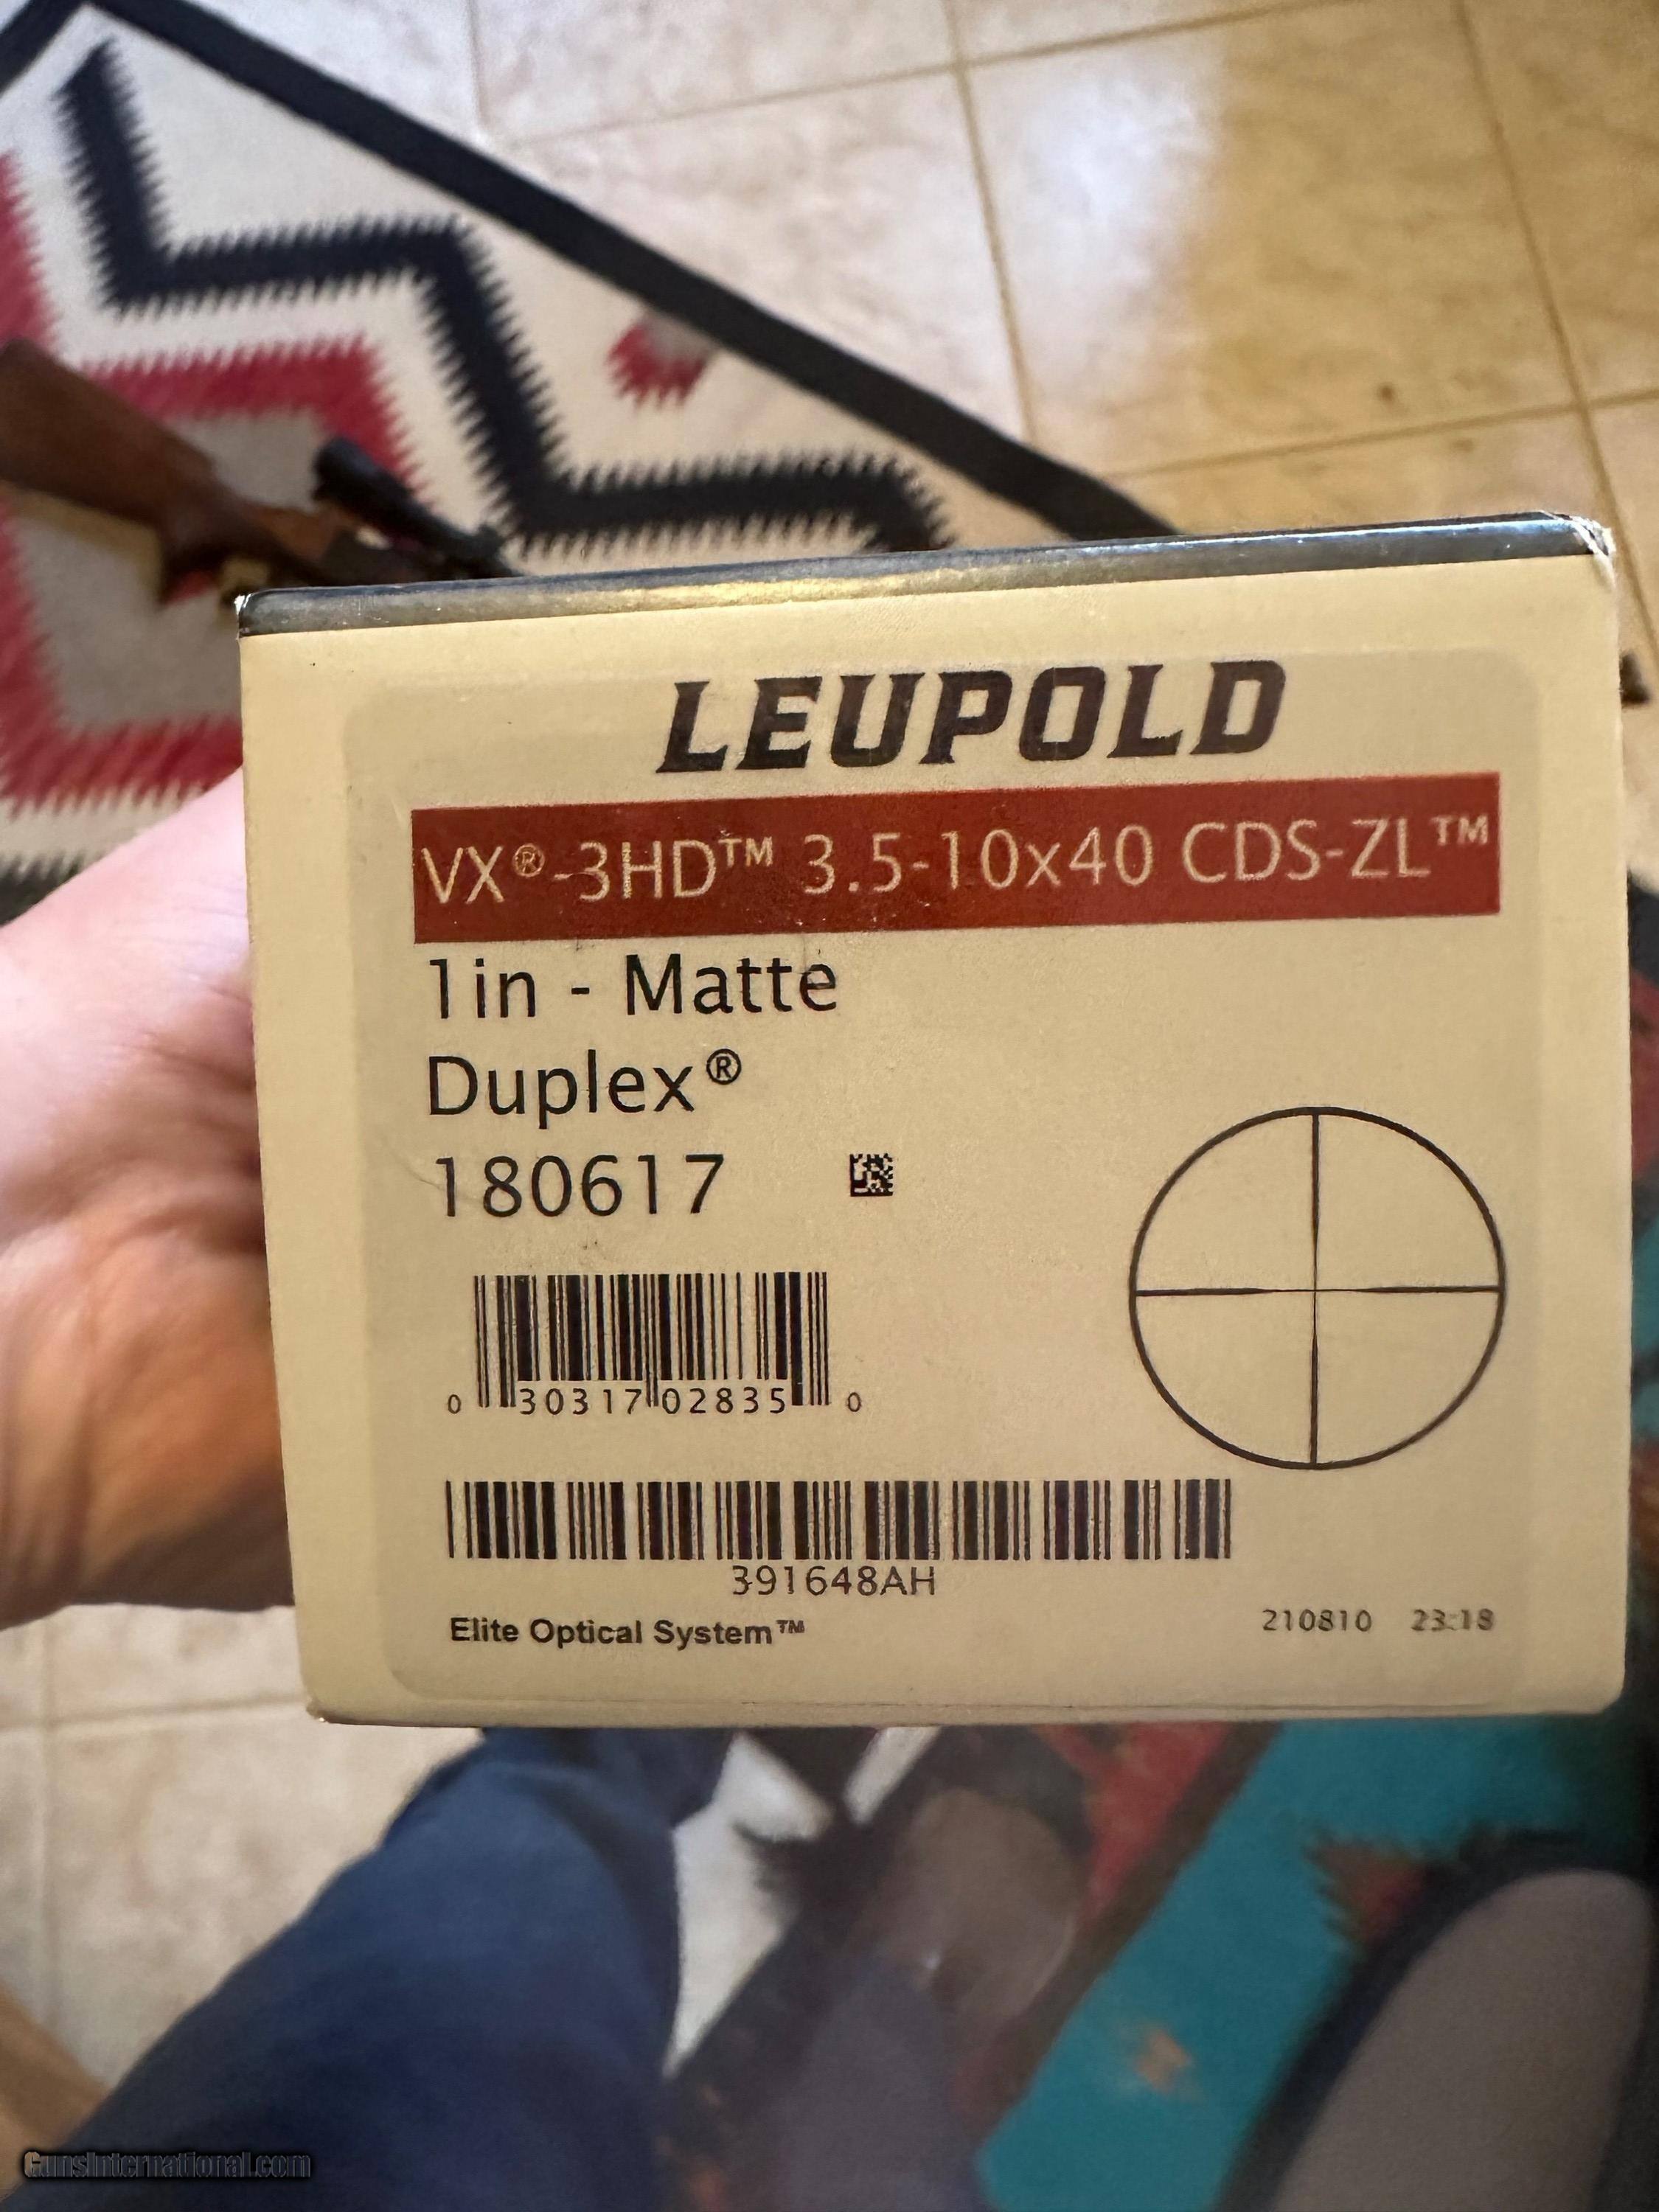 LEUPOLD
VX®-3HD™ 3.5-10x40 CDS-ZL™
1in - Matte
Duplex®
180617
0 30317 02835 0
391648AH
Elite Optical System™
210810 23:18
GunsInternational.com